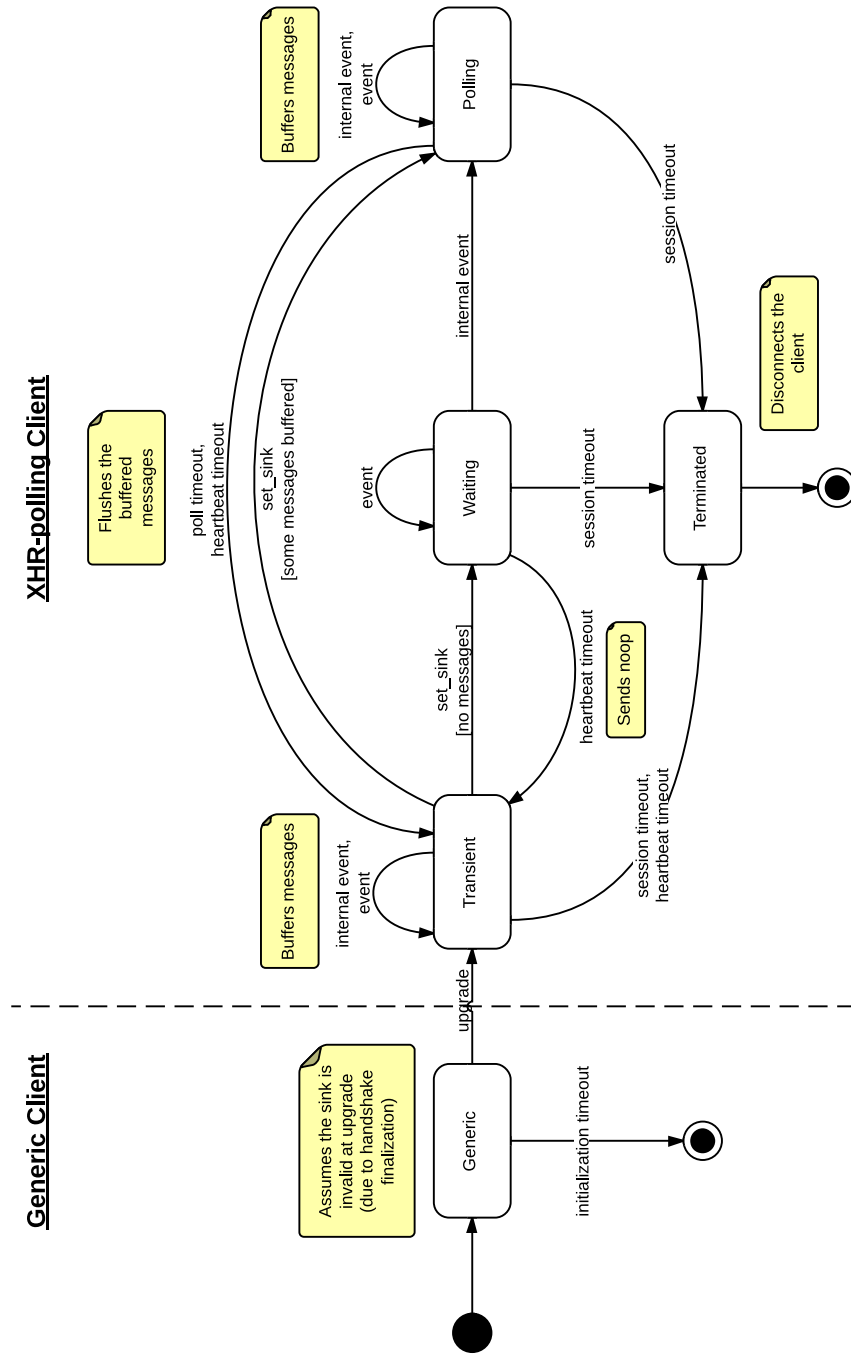 Generic Client
XHR-polling Client
Assumes the sink is
invalid at upgrade
(due to handshake
finalization)
Generic
initialization timeout
upgrade
Buffers messages
internal event,
event
Transient
session timeout,
heartbeat timeout
Flushes the
buffered
messages
poll timeout,
heartbeat timeout
set_sink
[some messages buffered]
set_sink
[no messages]
heartbeat timeout
Sends noop
event
Waiting
session timeout
Terminated
Disconnects the
client
internal event
Buffers messages
internal event,
event
Polling
session timeout